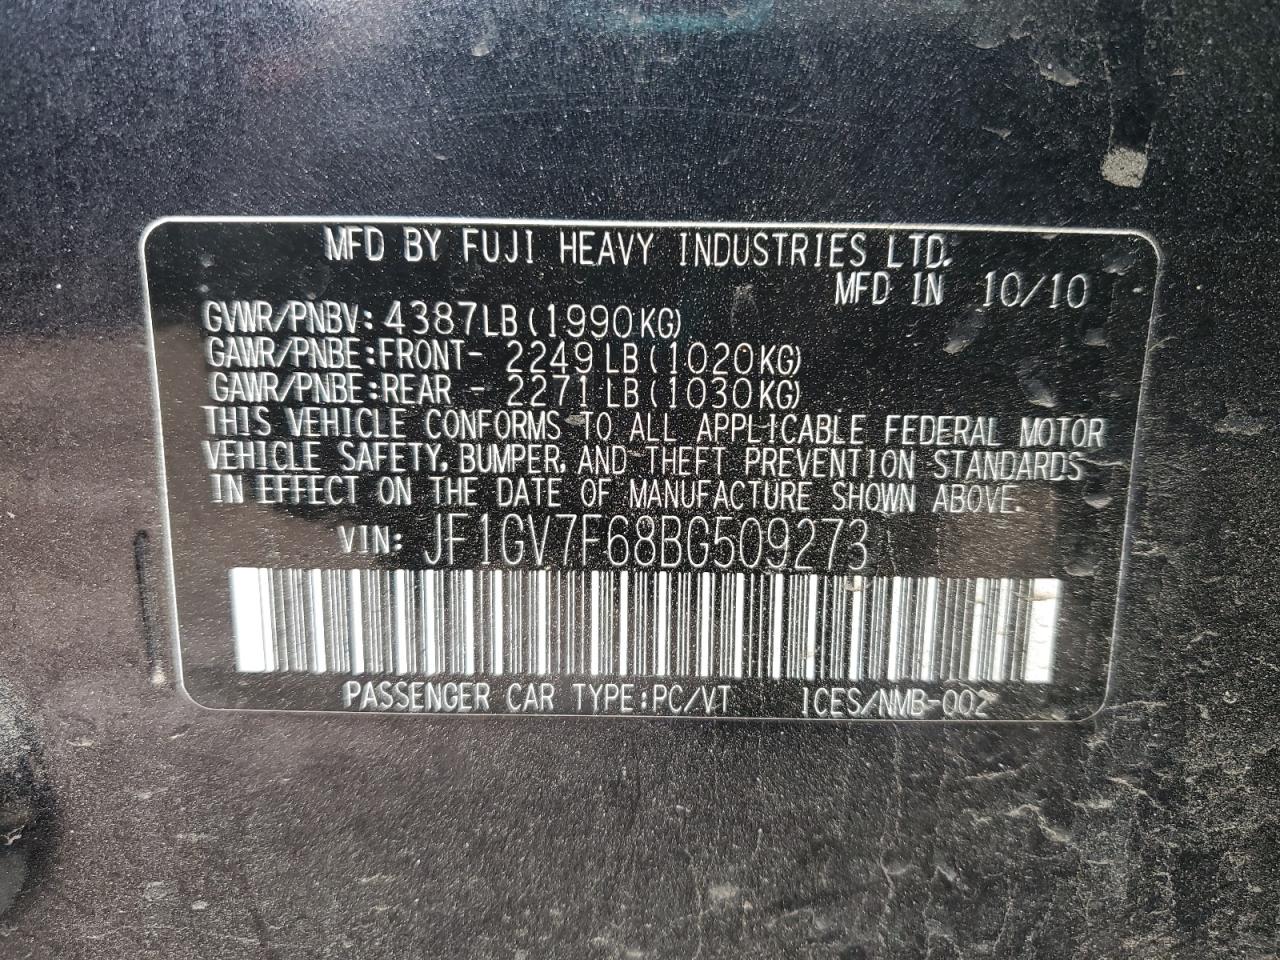 MFD BY FUJI HEAVY INDUSTRIES LTD.
MFD IN 10/10
GVWR/PNBV: 4387LB(1990KG)
GAWR/PNBE:FRONT- 2249LB(1020KG)
GAWR/PNBE:REAR - 2271LB(1030KG)
THIS VEHICLE CONFORMS TO ALL APPLICABLE FEDERAL MOTOR
VEHICLE SAFETY, BUMPER, AND THEFT PREVENTION STANDARDS
IN EFFECT ON THE DATE OF MANUFACTURE SHOWN ABOVE.
VIN: JF1GV7F68BG509273
PASSENGER CAR TYPE:PC/VT ICES/NMB-002